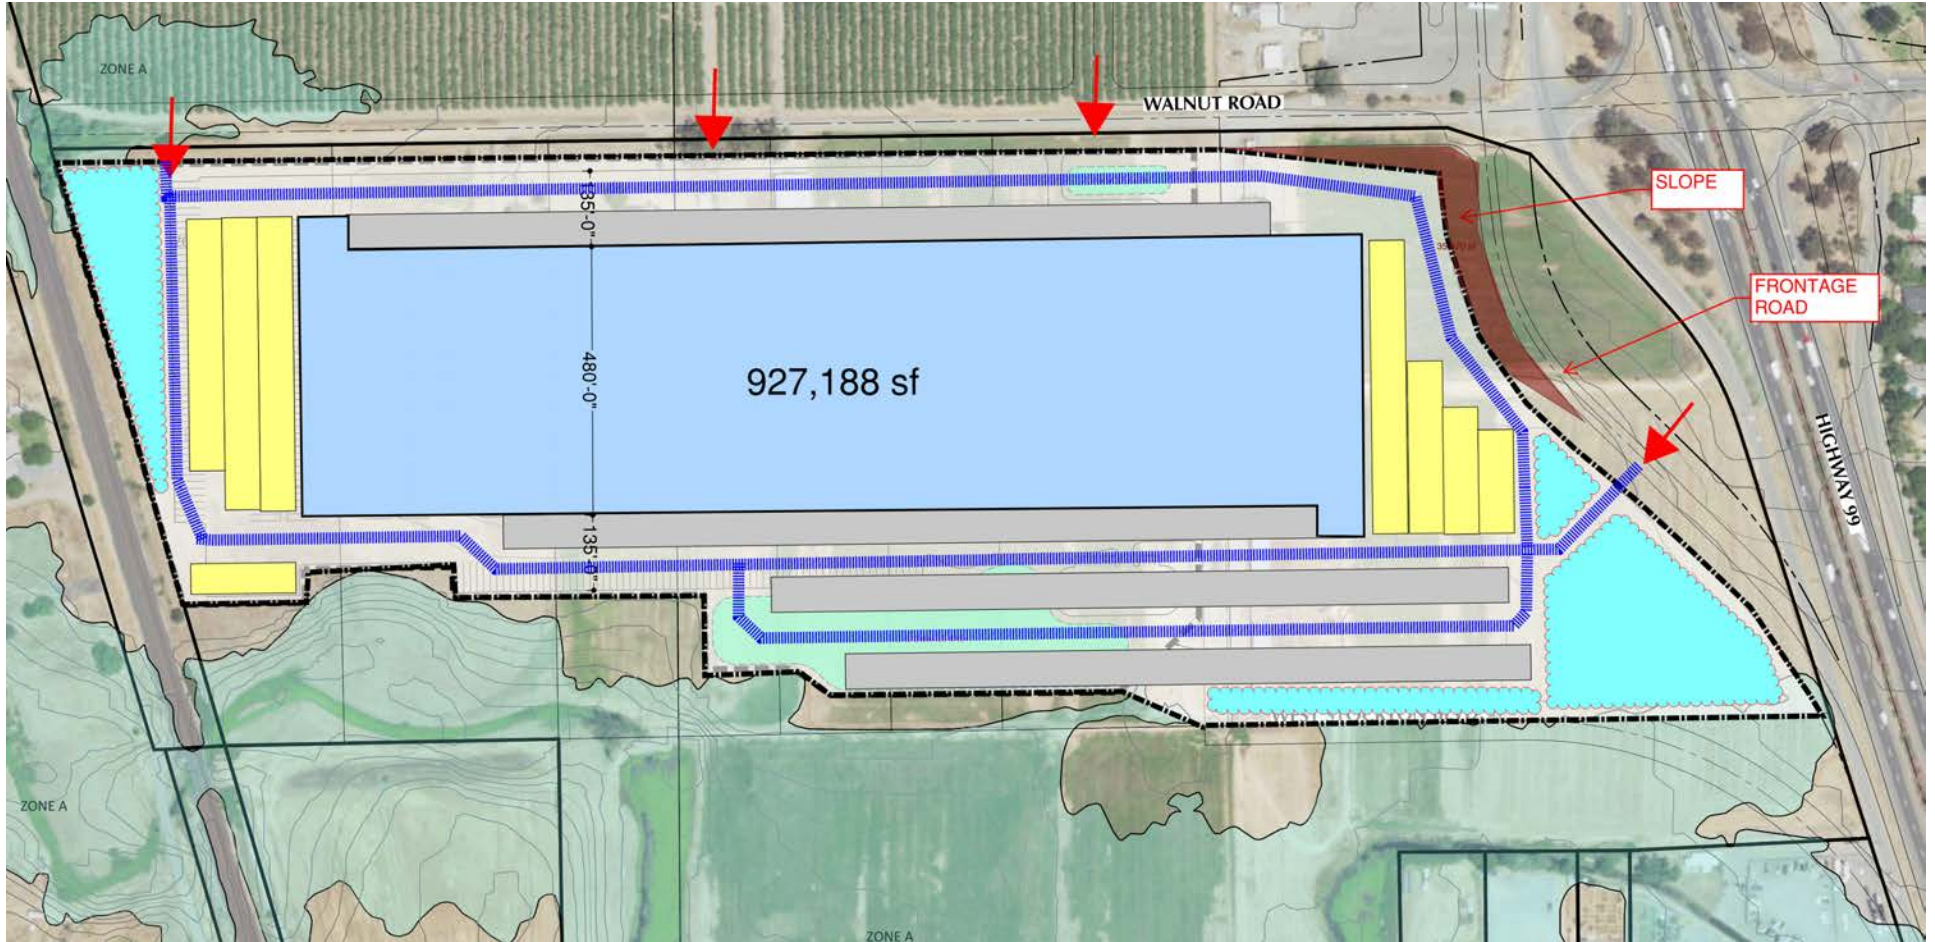 ZONE A
WALNUT ROAD
SLOPE
FRONTAGE
ROAD
135'-0"
480'-0"
927,188 sf
135'-0"
HIGHWAY 99
ZONE A
ZONE A